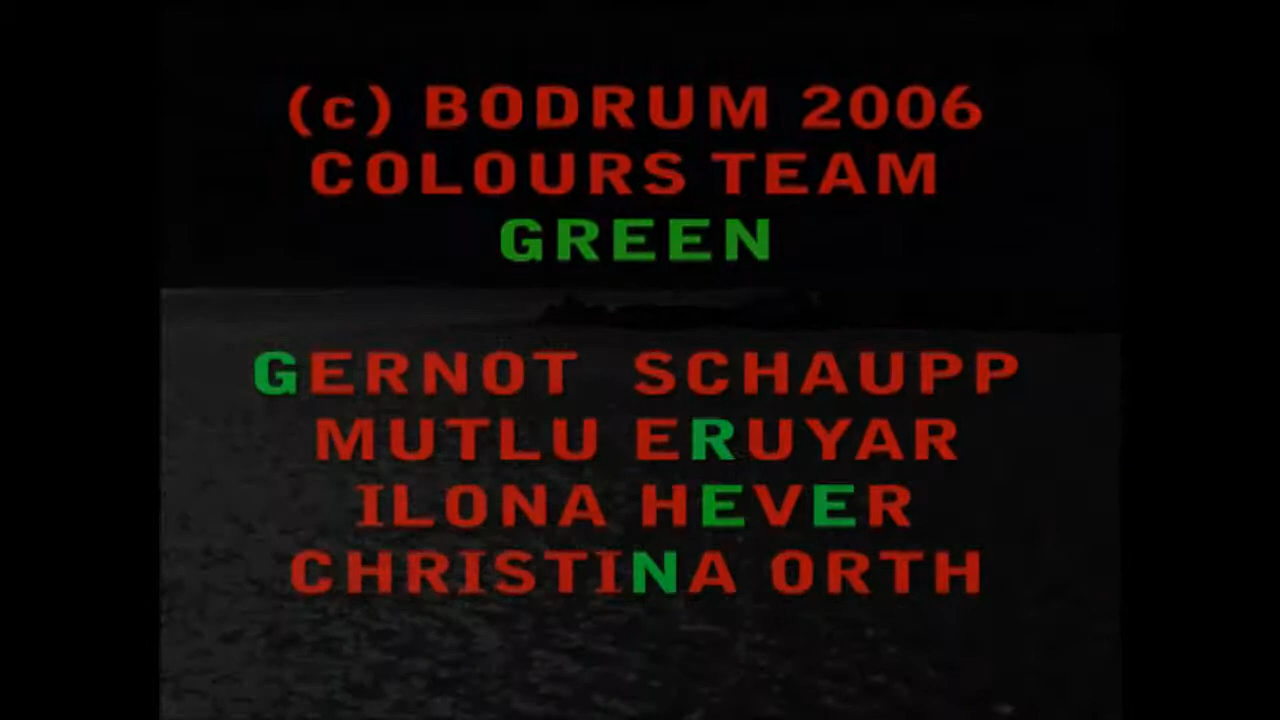 (c) BODRUM 2006
COLOURS TEAM
GREEN
GERNOT SCHAUPP
MUTLU ERUYAR
ILONA HEVER
CHRISTINA ORTH